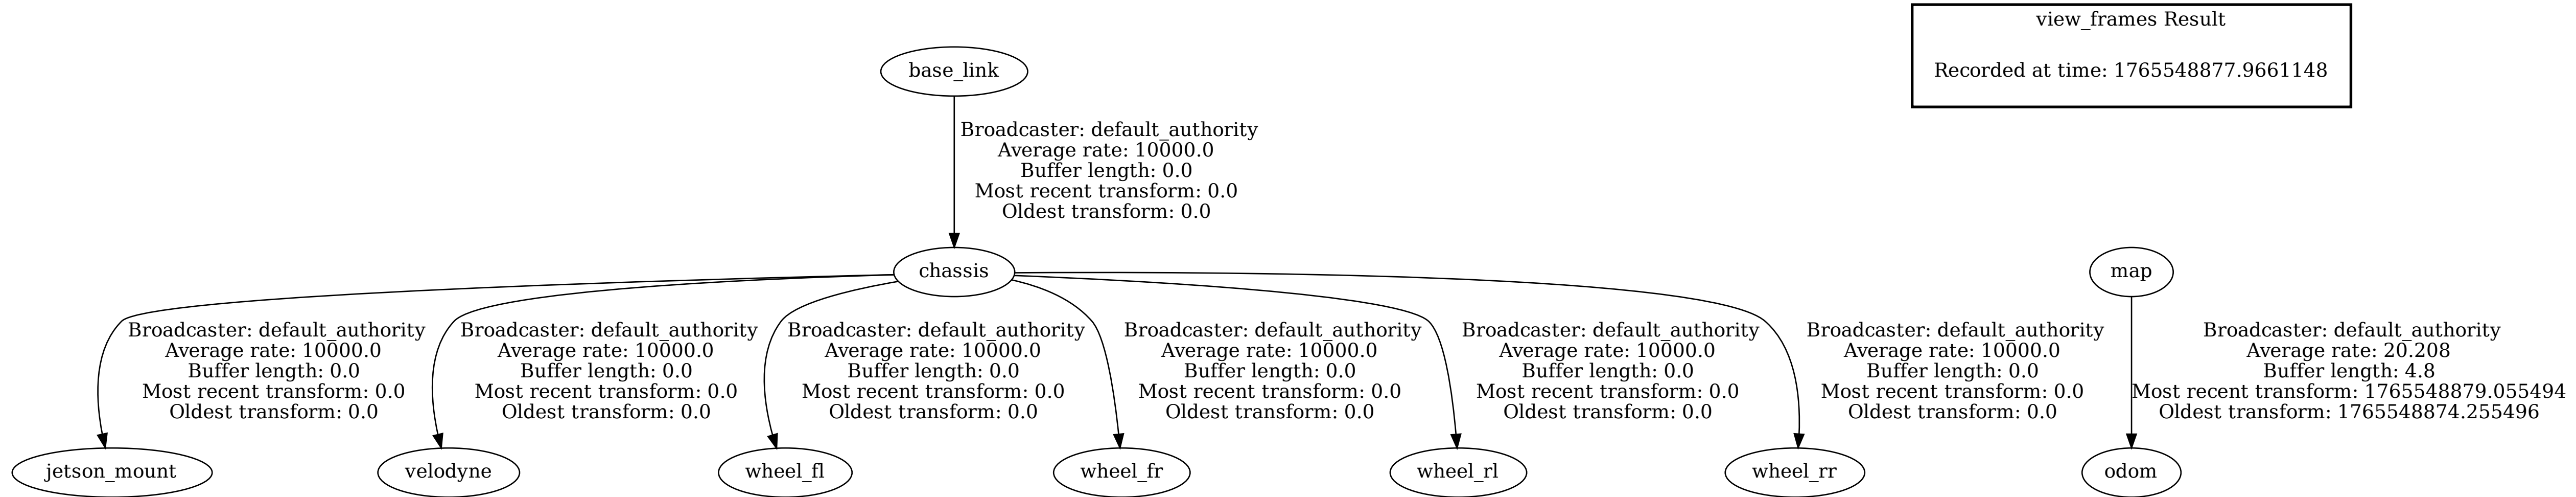 view_frames Result
Recorded at time: 1765548877.9661148
base_link
Broadcaster: default_authority
Average rate: 10000.0
Buffer length: 0.0
Most recent transform: 0.0
Oldest transform: 0.0
chassis
map
Broadcaster: default_authority
Average rate: 10000.0
Buffer length: 0.0
Most recent transform: 0.0
Oldest transform: 0.0
Broadcaster: default_authority
Average rate: 10000.0
Buffer length: 0.0
Most recent transform: 0.0
Oldest transform: 0.0
Broadcaster: default_authority
Average rate: 10000.0
Buffer length: 0.0
Most recent transform: 0.0
Oldest transform: 0.0
Broadcaster: default_authority
Average rate: 10000.0
Buffer length: 0.0
Most recent transform: 0.0
Oldest transform: 0.0
Broadcaster: default_authority
Average rate: 10000.0
Buffer length: 0.0
Most recent transform: 0.0
Oldest transform: 0.0
Broadcaster: default_authority
Average rate: 10000.0
Buffer length: 0.0
Most recent transform: 0.0
Oldest transform: 0.0
Broadcaster: default_authority
Average rate: 20.208
Buffer length: 4.8
Most recent transform: 1765548879.055494
Oldest transform: 1765548874.255496
jetson_mount
velodyne
wheel_fl
wheel_fr
wheel_rl
wheel_rr
odom